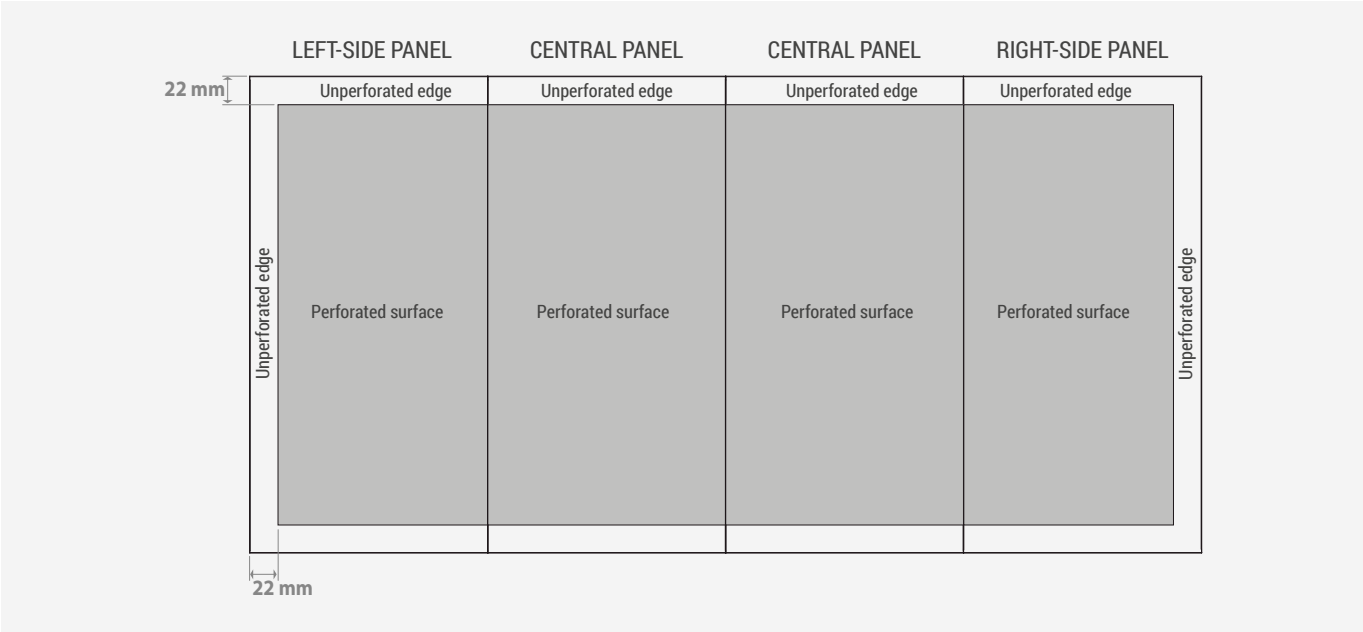 LEFT-SIDE PANEL
CENTRAL PANEL
CENTRAL PANEL
RIGHT-SIDE PANEL
22 mm
Unperforated edge
Unperforated edge
Unperforated edge
Unperforated edge
Unperforated edge
Perforated surface
Perforated surface
Perforated surface
Perforated surface
Unperforated edge
22 mm